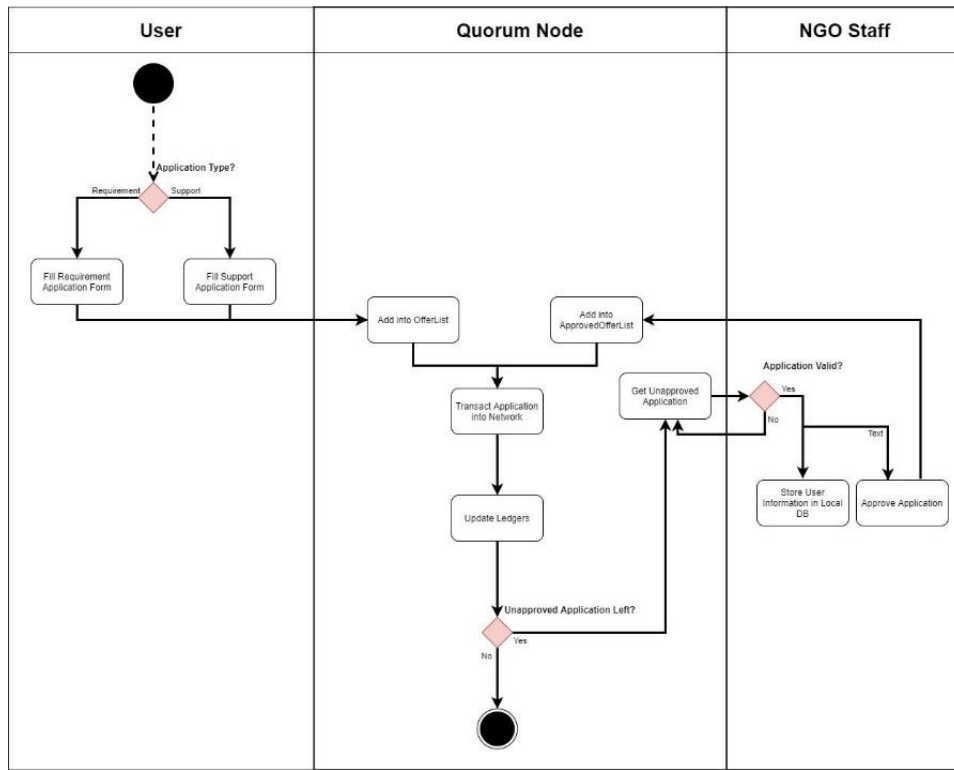 User
Quorum Node
NGO Staff
Application Type?
Requirement
Support
Fill Requirement
Application Form
Fill Support
Application Form
Add into OfferList
Add into
ApprovedOfferList
Application Valid?
Get Unapproved
Application
Yes
No
Transact Application
into Network
Text
Store User
Information in Local
DB
Approve Application
Update Ledgers
Unapproved Application Left?
Yes
No